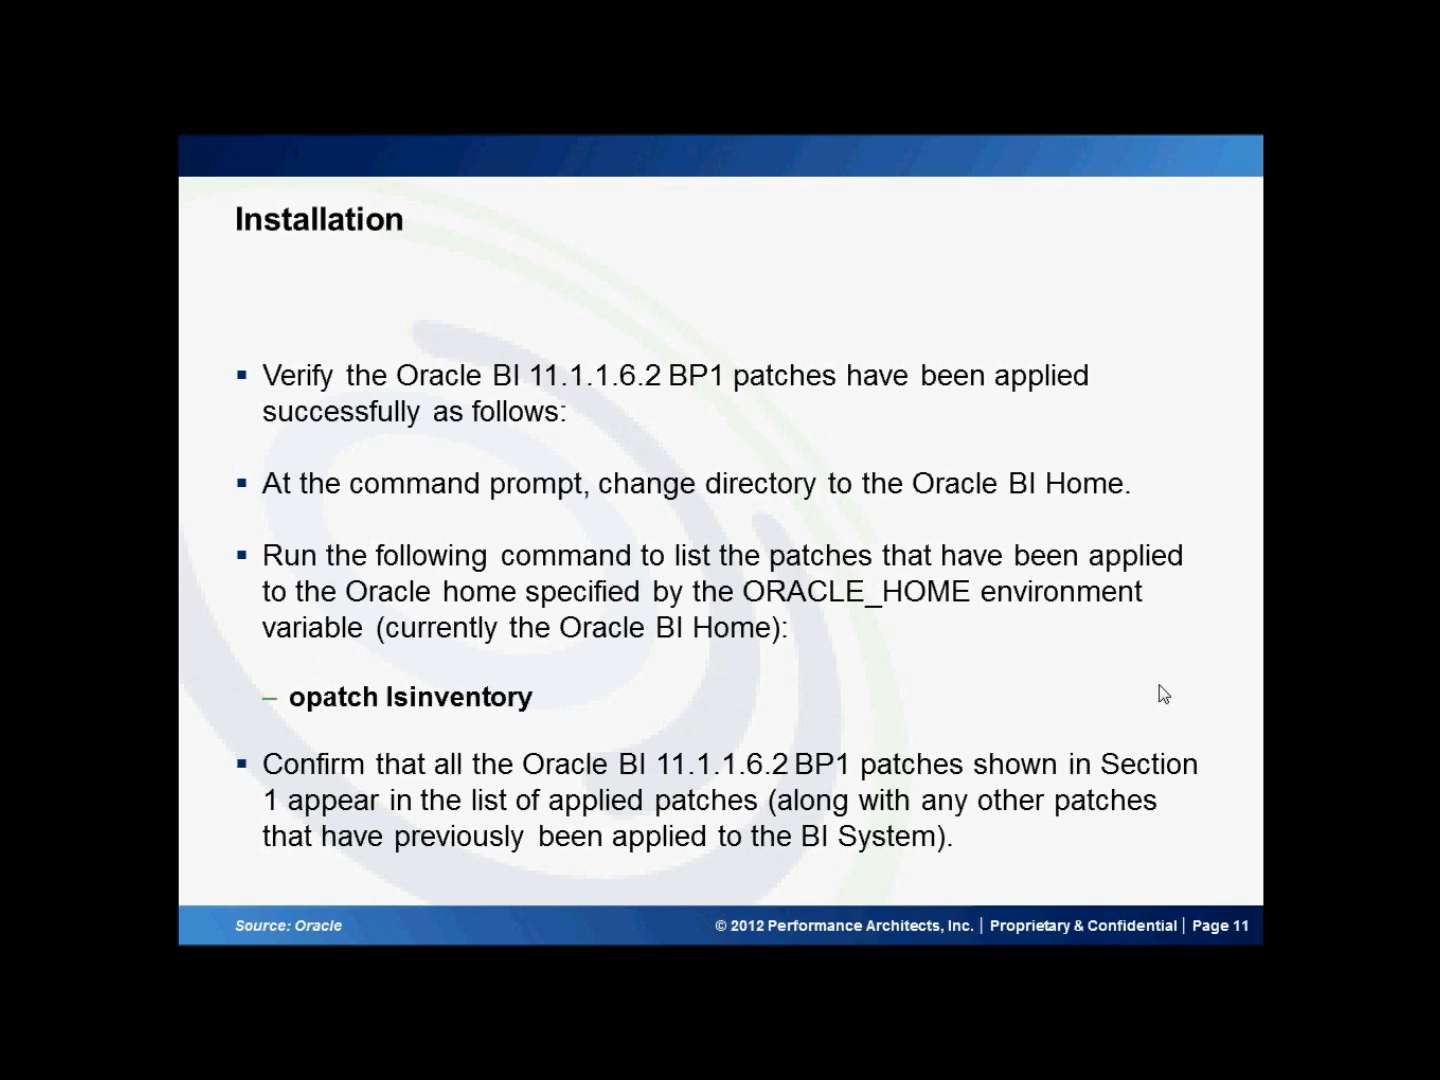 Installation
▪ Verify the Oracle BI 11.1.1.6.2 BP1 patches have been applied
successfully as follows:
▪ At the command prompt, change directory to the Oracle BI Home.
▪ Run the following command to list the patches that have been applied
to the Oracle home specified by the ORACLE_HOME environment
variable (currently the Oracle BI Home):
– opatch lsinventory
▪ Confirm that all the Oracle BI 11.1.1.6.2 BP1 patches shown in Section
1 appear in the list of applied patches (along with any other patches
that have previously been applied to the BI System).
Source: Oracle
© 2012 Performance Architects, Inc. | Proprietary & Confidential | Page 11